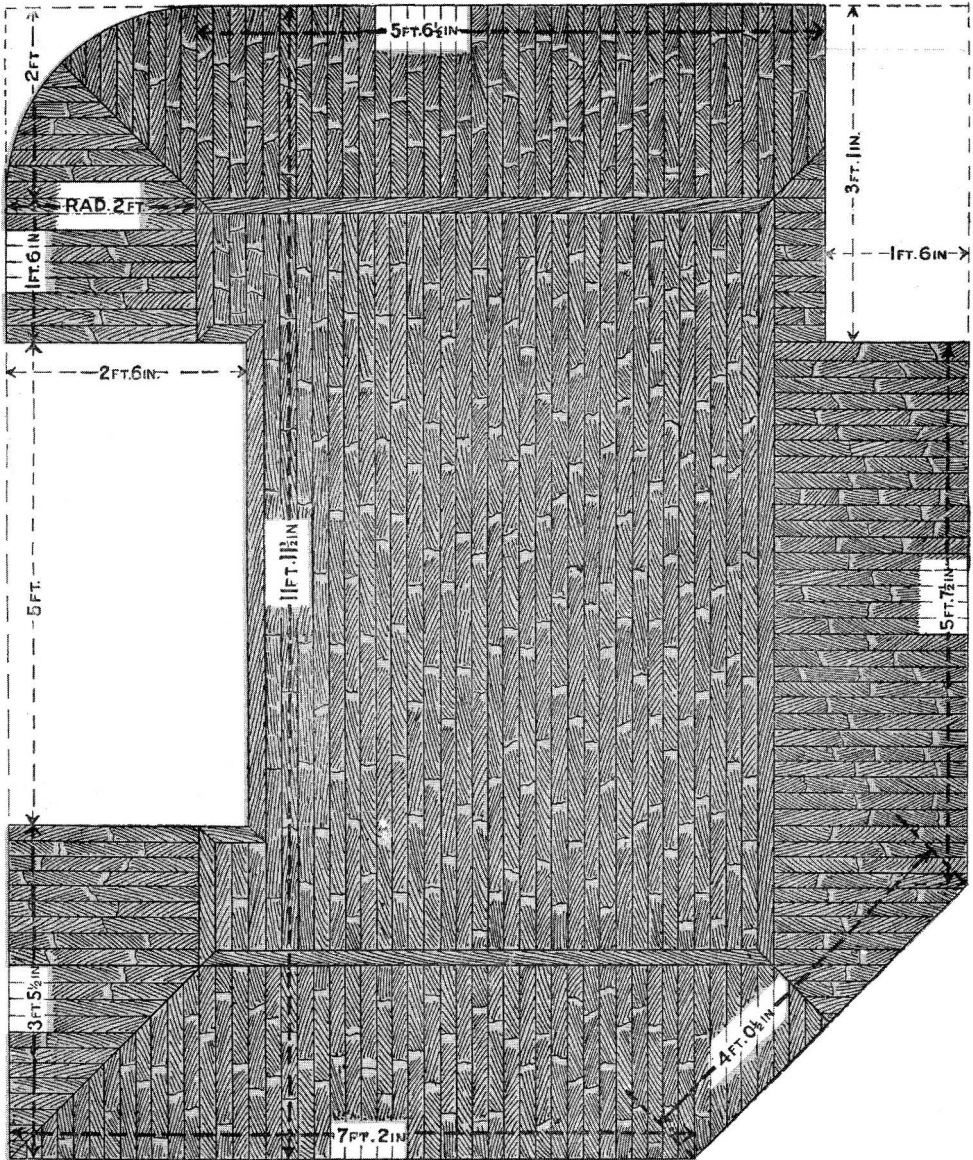 5FT. 6½IN
2FT
3FT. 1IN.
RAD. 2FT
1FT. 6IN
1FT. 6IN
2FT. 6IN.
5FT.
11FT. 11½IN
5FT. 7½IN
3FT 5½IN
4FT. 0½IN
7FT. 2IN